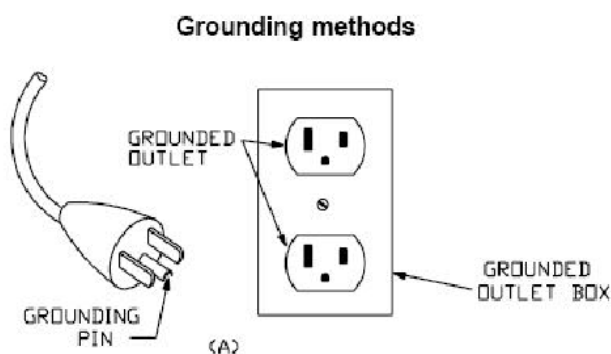 Grounding methods
GROUNDED
OUTLET
GROUNDED
OUTLET BOX
GROUNDING
PIN
(A)